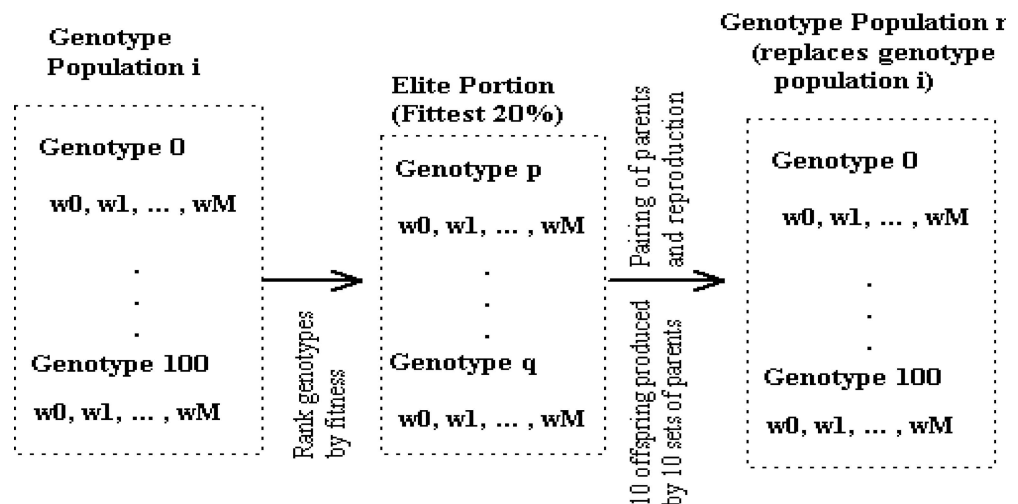 Genotype
Population i
Genotype 0
w0, w1, ... , wM
.
.
.
Genotype 100
w0, w1, ... , wM
Rank genotypes
by fitness
Elite Portion
(Fittest 20%)
Genotype p
w0, w1, ... , wM
.
.
.
Genotype q
w0, w1, ... , wM
Pairing of parents
and reproduction
10 offspring produced
by 10 sets of parents
Genotype Population r
(replaces genotype
population i)
Genotype 0
w0, w1, ... , wM
.
.
.
Genotype 100
w0, w1, ... , wM